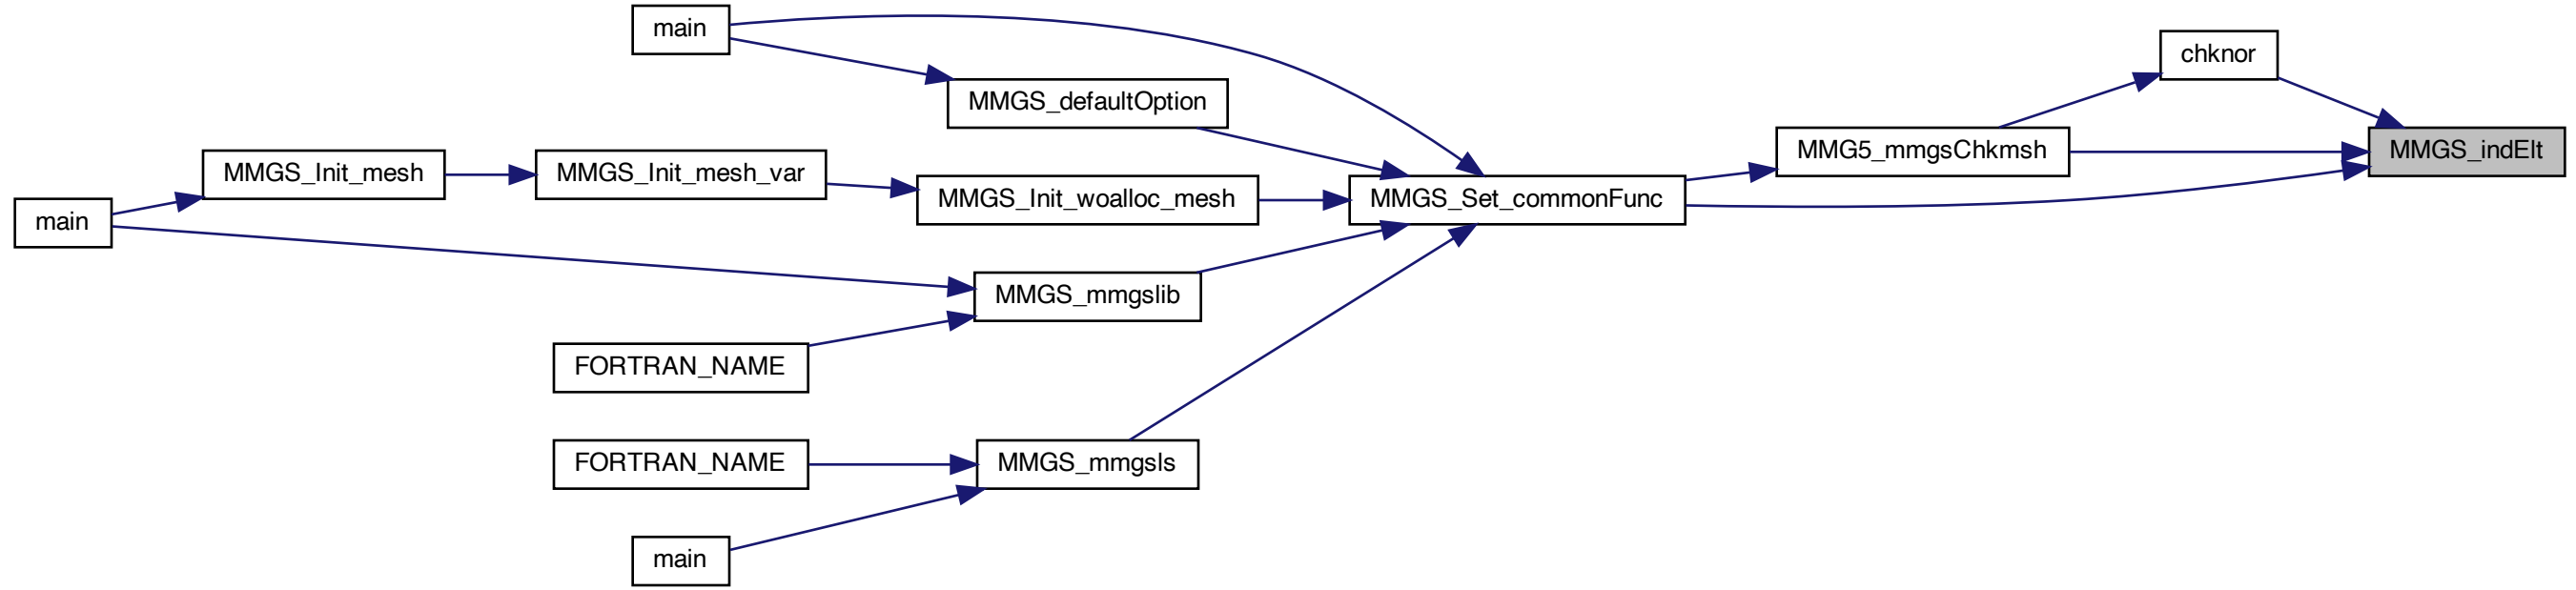 main
chknor
MMGS_defaultOption
MMG5_mmgsChkmsh
MMGS_indElt
MMGS_Init_mesh
MMGS_Init_mesh_var
MMGS_Init_woalloc_mesh
MMGS_Set_commonFunc
main
MMGS_mmgslib
FORTRAN_NAME
FORTRAN_NAME
MMGS_mmgsls
main